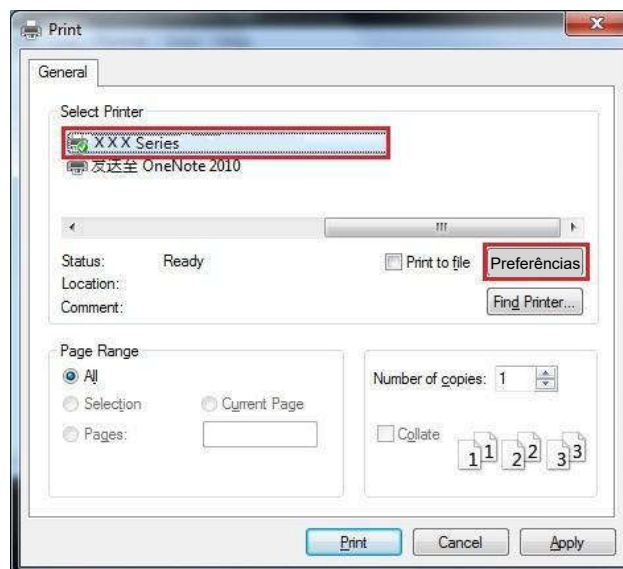 Print
General
Select Printer
XXX Series
发送至 OneNote 2010
Status: Ready
Print to file
Preferências
Location:
Comment:
Find Printer...
Page Range
All
Selection
Current Page
Pages:
Number of copies: 1
Collate
1 1 2 2 3 3
Print
Cancel
Apply